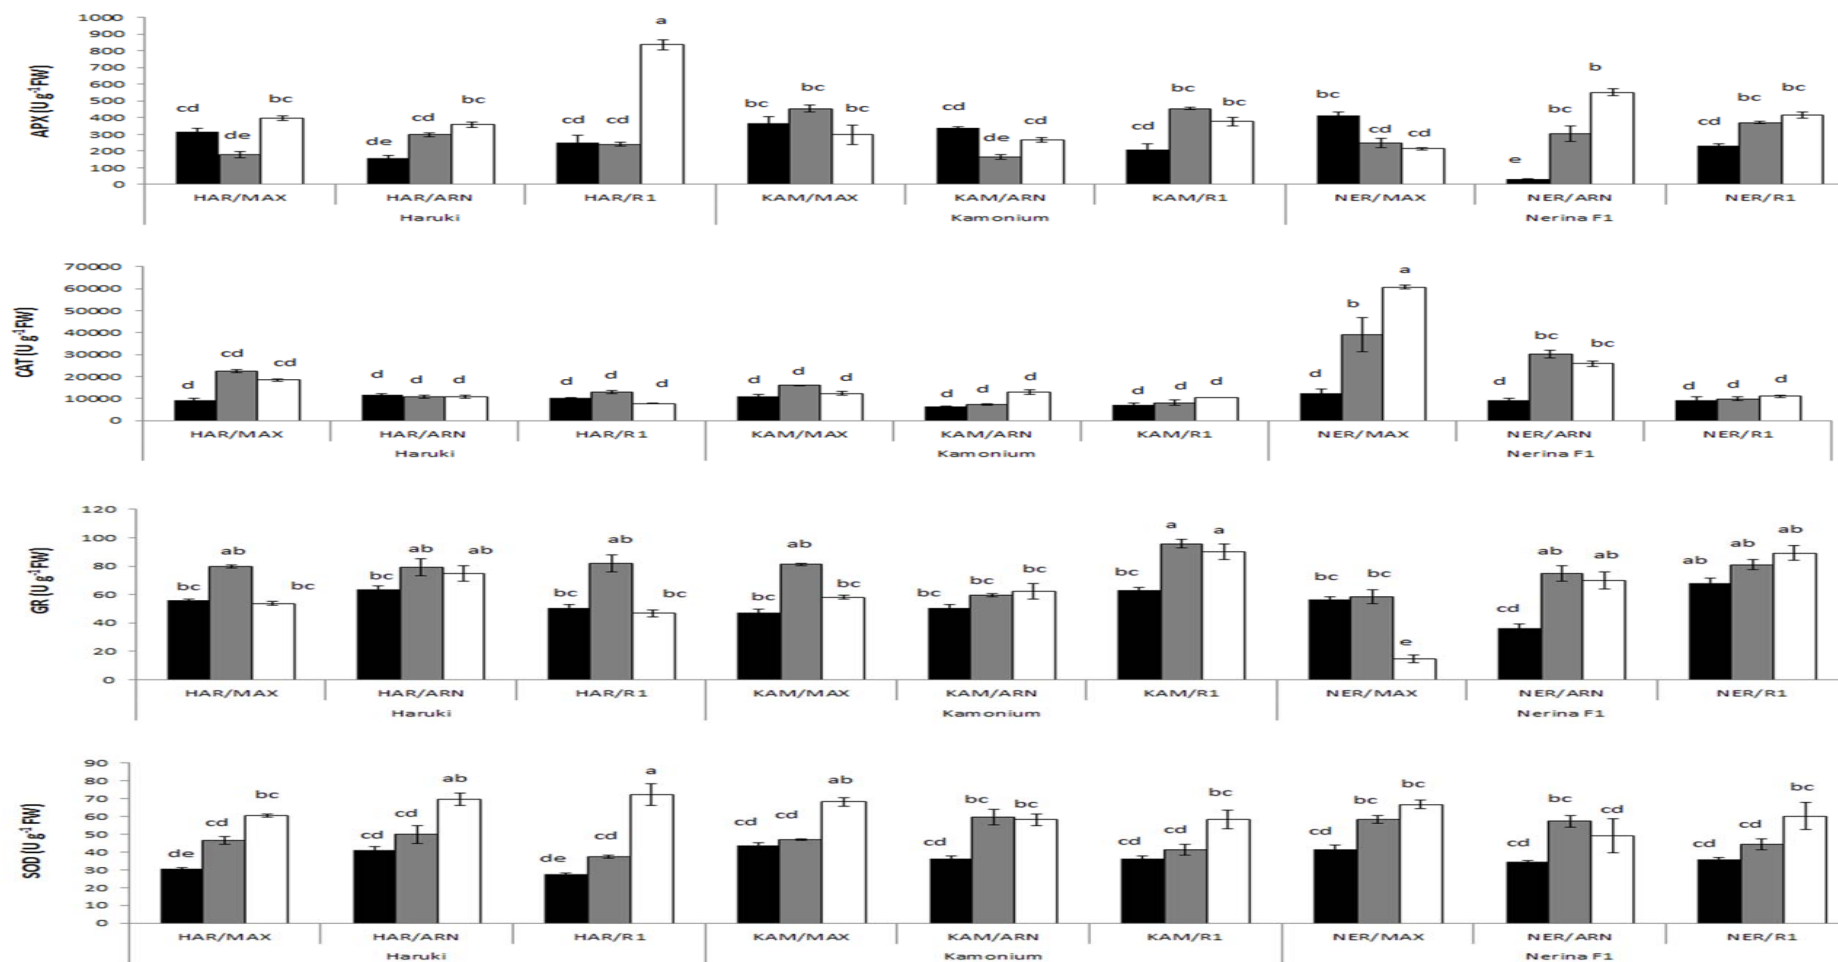 APX (U g-1FW)
1000
900
800
700
600
500
400
300
200
100
0
cd de bc
de cd bc
cd cd a
bc bc bc
cd de cd
cd bc bc
bc cd cd
e bc b
cd bc bc
HAR/MAX HAR/ARN HAR/R1 KAM/MAX KAM/ARN KAM/R1 NER/MAX NER/ARN NER/R1
Haruki Kamonium Nerina F1
CAT (U g-1FW)
70000
60000
50000
40000
30000
20000
10000
0
d cd cd
d d d
d d d
d d d
d d d
d d d
d b a
d bc bc
d d d
HAR/MAX HAR/ARN HAR/R1 KAM/MAX KAM/ARN KAM/R1 NER/MAX NER/ARN NER/R1
Haruki Kamonium Nerina F1
GR (U g-1FW)
120
100
80
60
40
20
0
bc ab bc
bc ab ab
bc ab bc
bc ab bc
bc bc bc
bc a a
bc bc e
cd ab ab
ab ab ab
HAR/MAX HAR/ARN HAR/R1 KAM/MAX KAM/ARN KAM/R1 NER/MAX NER/ARN NER/R1
Haruki Kamonium Nerina F1
SOD (U g-1FW)
90
80
70
60
50
40
30
20
10
0
de cd bc
cd cd ab
de cd a
cd cd ab
cd bc bc
cd cd bc
cd bc bc
cd bc cd
cd cd bc
HAR/MAX HAR/ARN HAR/R1 KAM/MAX KAM/ARN KAM/R1 NER/MAX NER/ARN NER/R1
Haruki Kamonium Nerina F1